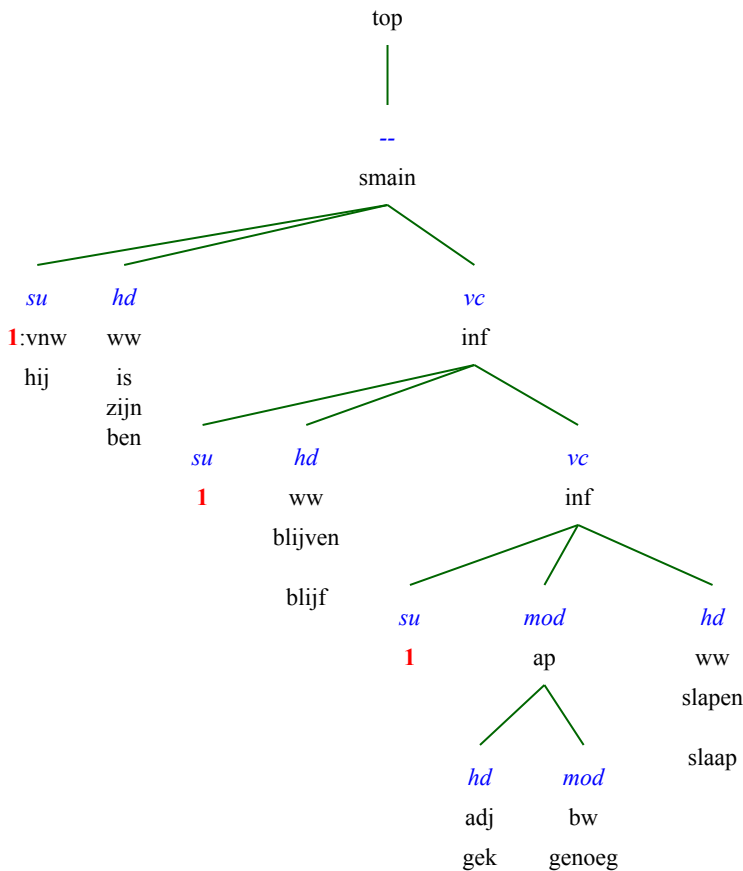 top
--
smain
su hd vc
1:vnw ww inf
hij is
zijn
ben
su hd vc
1 ww inf
blijven
blijf
su mod hd
1 ap ww
slapen
slaap
hd mod
adj bw
gek genoeg